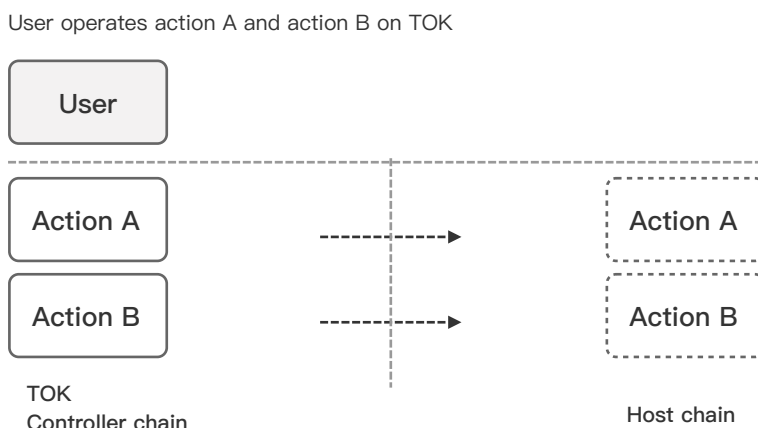 User operates action A and action B on TOK
User
Action A
Action A
Action B
Action B
TOK
Controller chain
Host chain